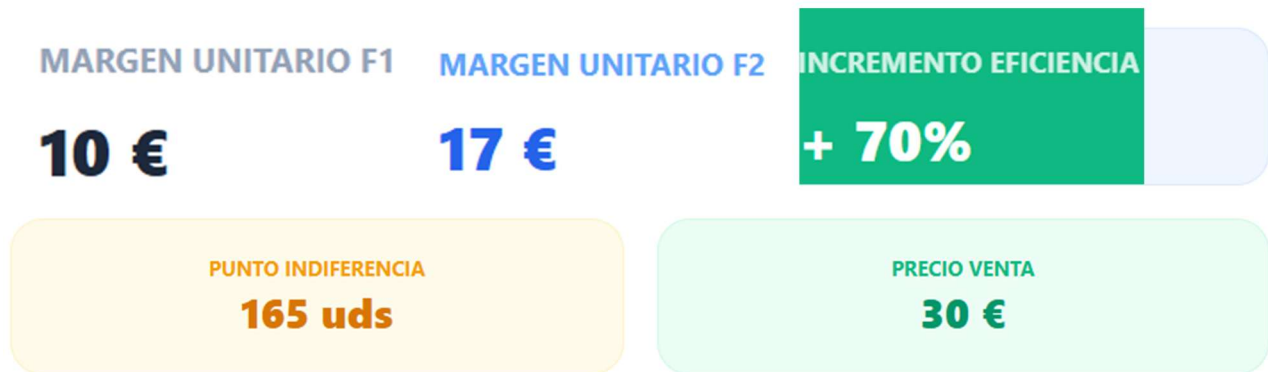 MARGEN UNITARIO F1
10 €
MARGEN UNITARIO F2
17 €
INCREMENTO EFICIENCIA
+ 70%
PUNTO INDIFERENCIA
165 uds
PRECIO VENTA
30 €